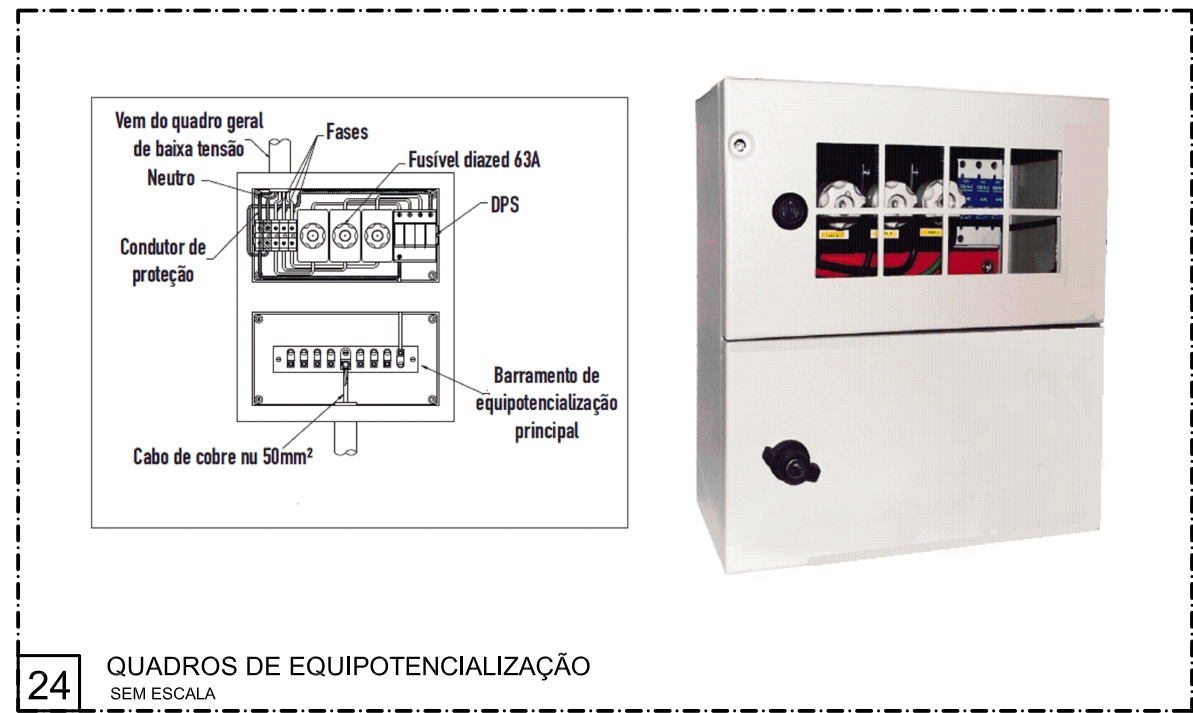 Vem do quadro geral
de baixa tensão
Neutro
Fases
Fusível diazed 63A
DPS
Condutor de
proteção
Barramento de
equipotencialização
principal
Cabo de cobre nu 50mm²
24
QUADROS DE EQUIPOTENCIALIZAÇÃO
SEM ESCALA